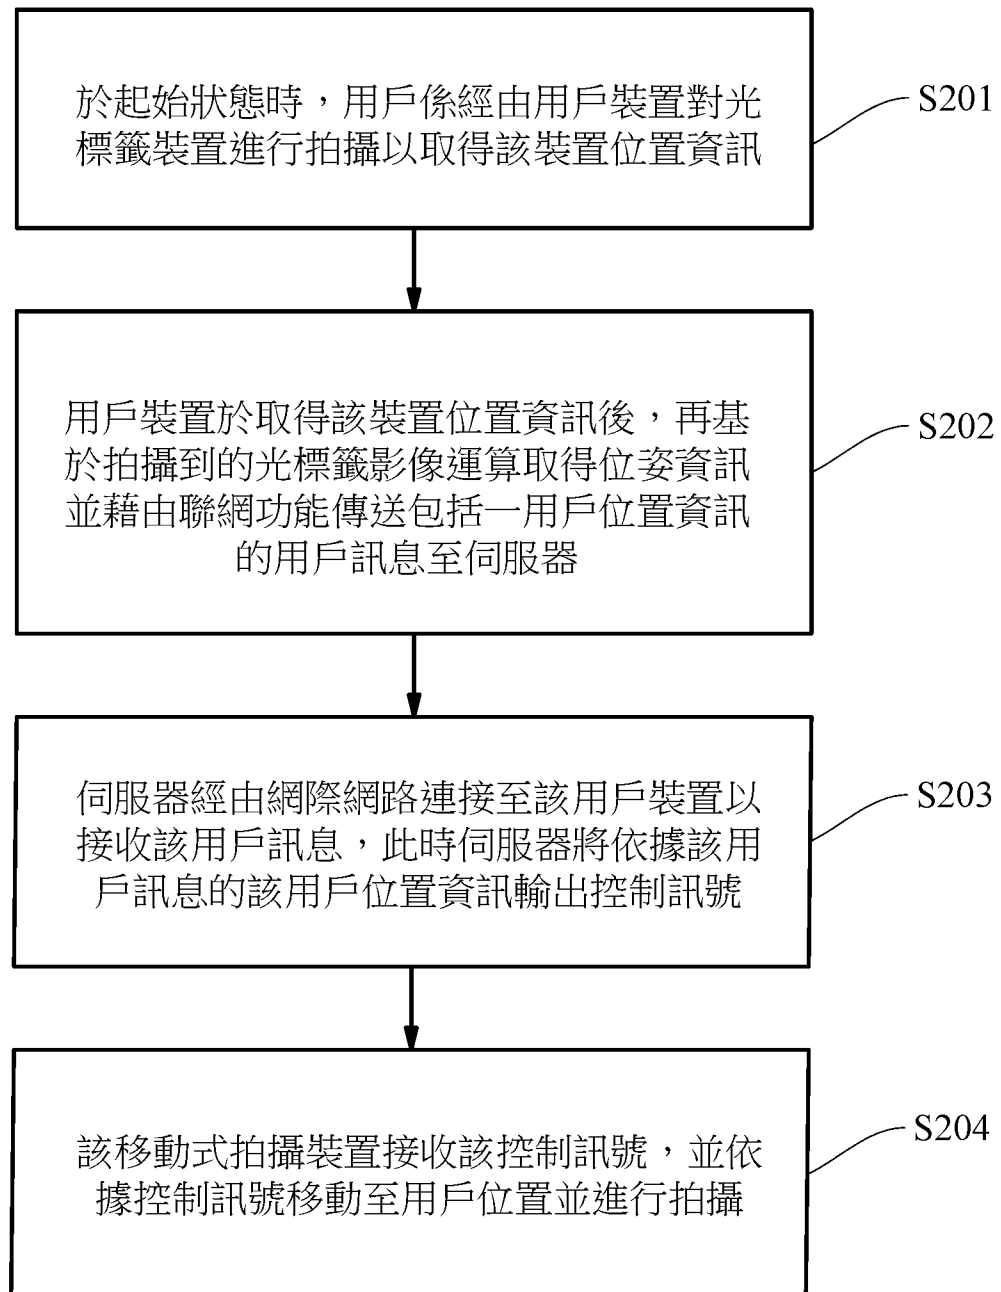 於起始狀態時，用戶係經由用戶裝置對光
標籤裝置進行拍攝以取得該裝置位置資訊
S201
用戶裝置於取得該裝置位置資訊後，再基
於拍攝到的光標籤影像運算取得位姿資訊
並藉由聯網功能傳送包括一用戶位置資訊
的用戶訊息至伺服器
S202
伺服器經由網際網路連接至該用戶裝置以
接收該用戶訊息，此時伺服器將依據該用
戶訊息的該用戶位置資訊輸出控制訊號
S203
該移動式拍攝裝置接收該控制訊號，並依
據控制訊號移動至用戶位置並進行拍攝
S204